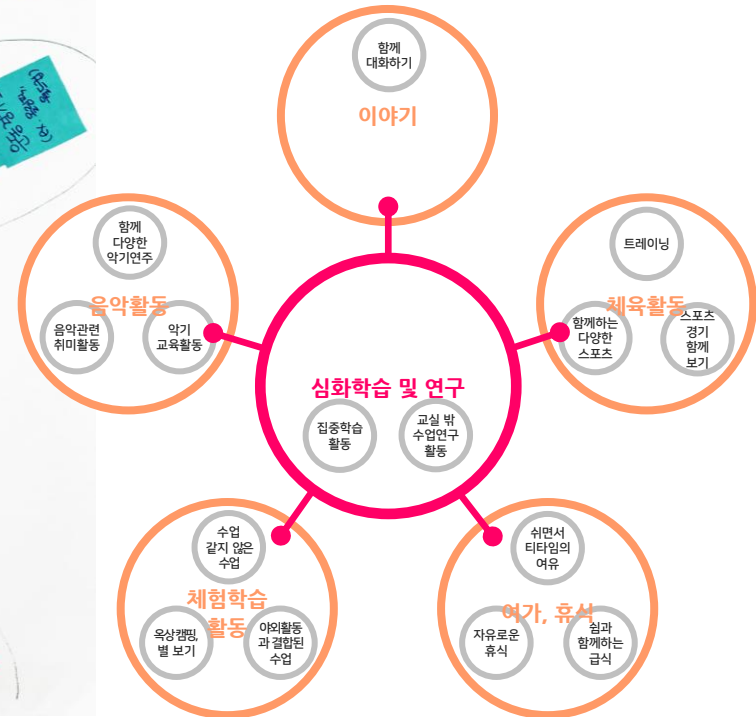 함께
대화하기
이야기
함께
다양한
악기연주
음악활동
음악관련
취미활동
악기
교육활동
트레이닝
체육활동
함께하는
다양한
스포츠
스포츠
경기
함께
보기
심화학습 및 연구
집중학습
활동
교실 밖
수업연구
활동
수업
같지 않은
수업
체험학습
활동
옥상캠핑,
별 보기
야외활동
과 결합된
수업
쉬면서
티타임의
여유
여가, 휴식
자유로운
휴식
쉼과
함께하는
급식